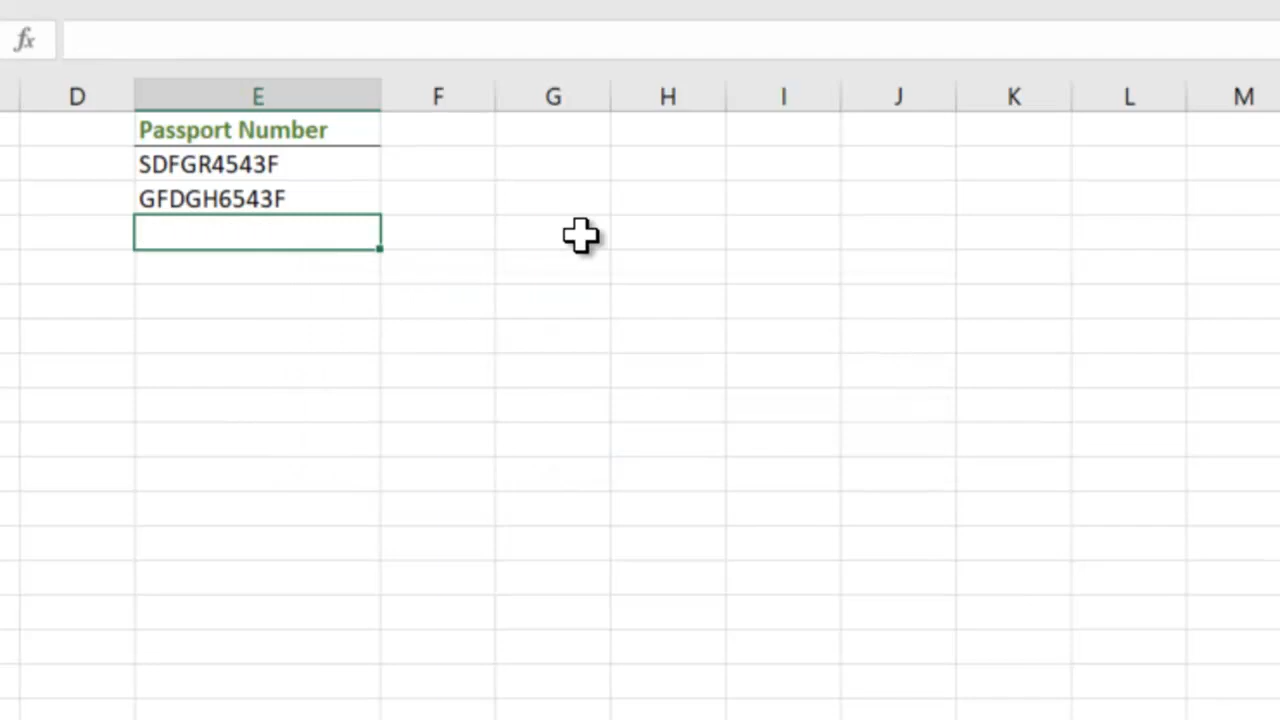 fx
D E F G H I J K L M
Passport Number
SDFGR4543F
GFDGH6543F